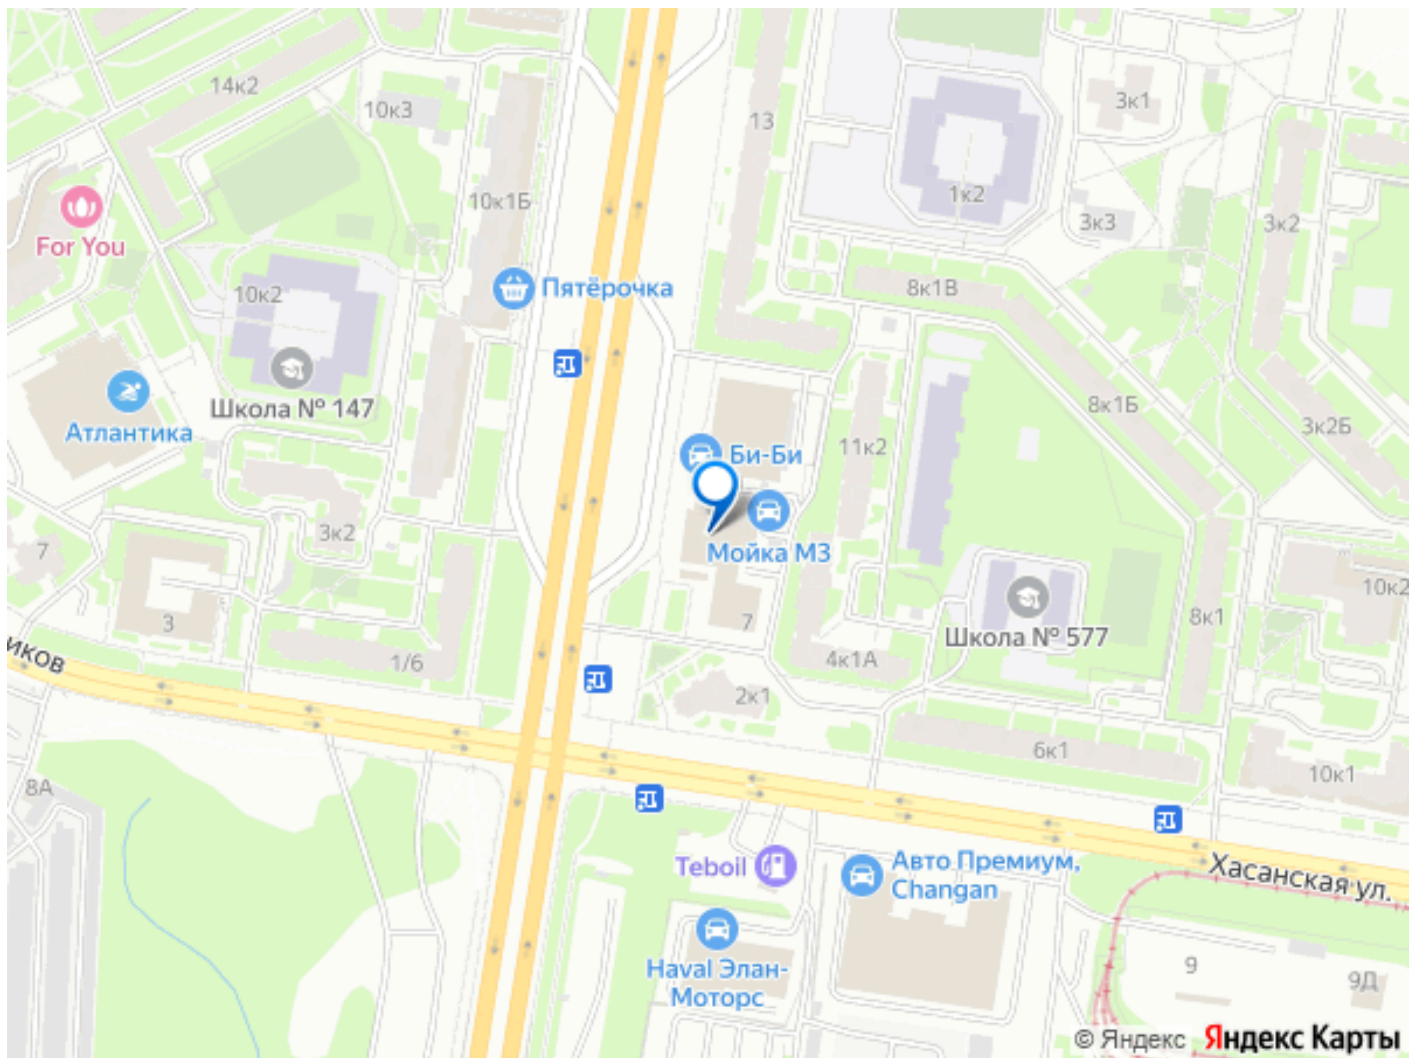 14к2
10к3
13
3к1
10к1Б
1к2
3к3
3к2
For You
10к2
Пятёрочка
8к1В
Школа № 147
8к1Б
Атлантика
Би-Би
11к2
3к2Б
3к2
7
Мойка М3
10к2
3
7
Школа № 577
8к1
иков
1/6
4к1А
2к1
6к1
10к1
8А
Teboil
Авто Премиум,
Changan
Хасанская ул.
Haval Элан-
Моторс
9
9Д
© Яндекс Яндекс Карты